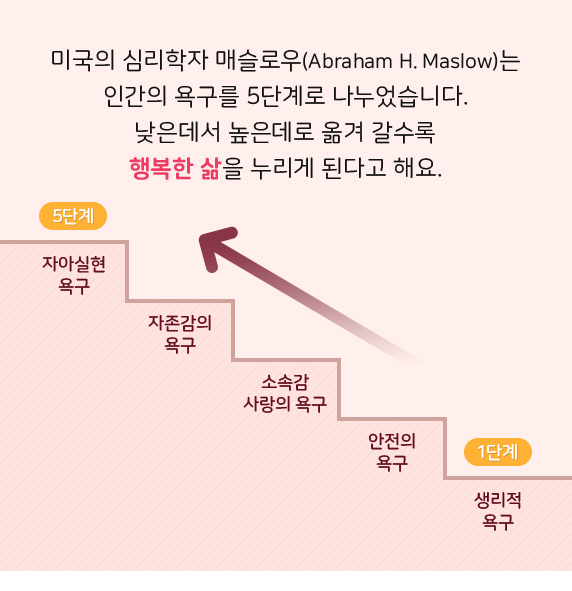 미국의 심리학자 매슬로우(Abraham H. Maslow)는
인간의 욕구를 5단계로 나누었습니다.
낮은데서 높은데로 옮겨 갈수록
행복한 삶을 누리게 된다고 해요.
5단계
자아실현
욕구
자존감의
욕구
소속감
사랑의 욕구
안전의
욕구
1단계
생리적
욕구